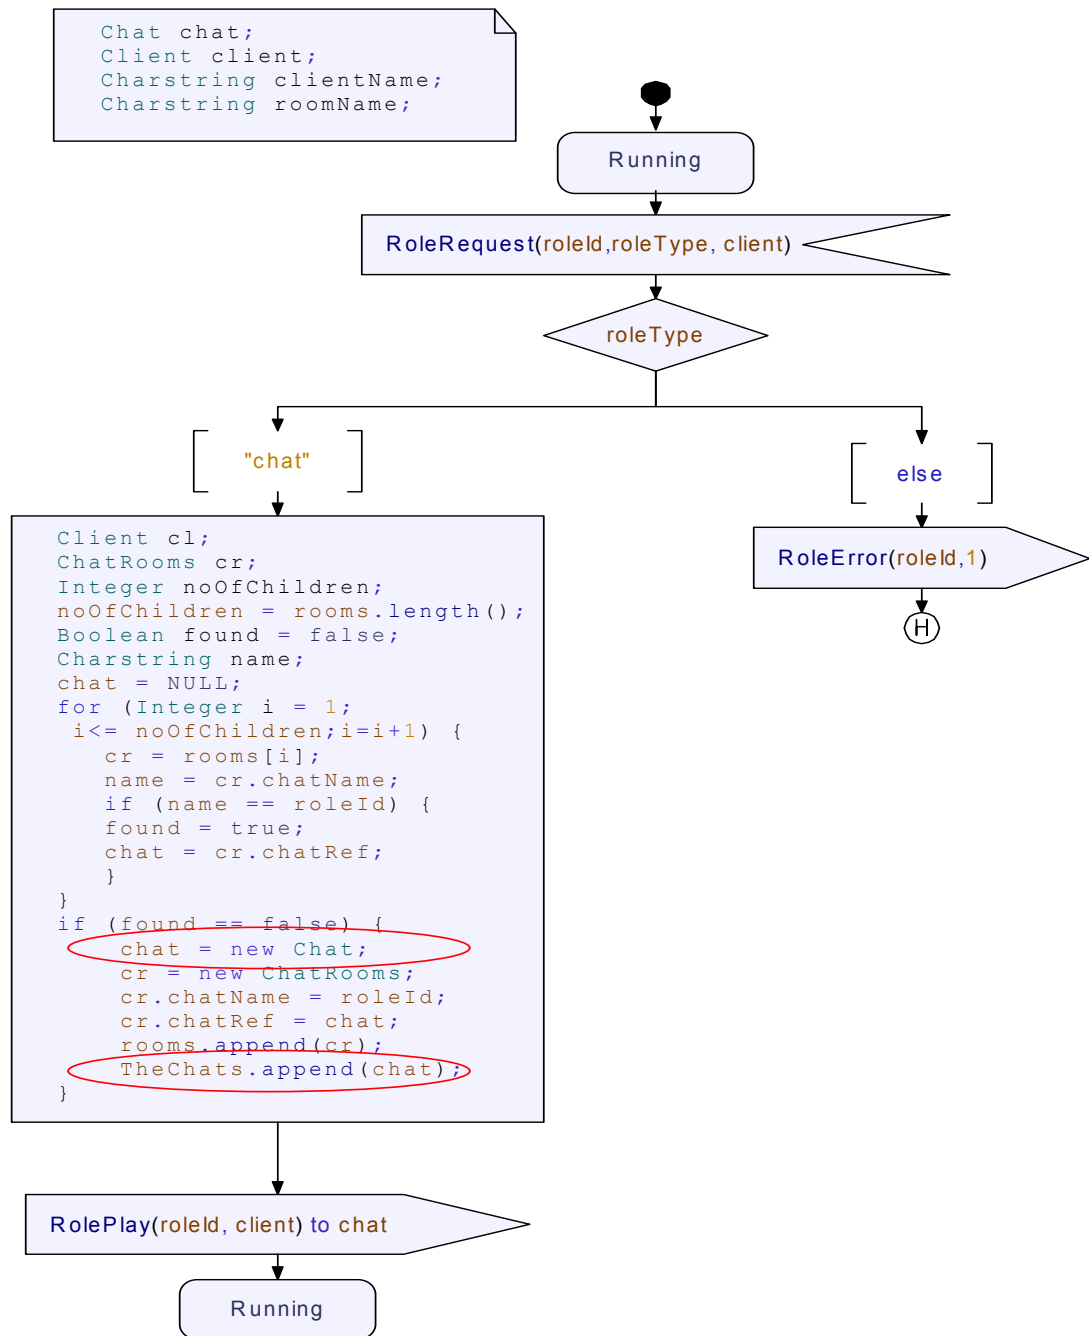 Chat chat;
Client client;
Charstring clientName;
Charstring roomName;
Running
RoleRequest(roleId,roleType, client)
roleType
"chat"
else
Client cl;
ChatRooms cr;
Integer noOfChildren;
noOfChildren = rooms.length();
Boolean found = false;
Charstring name;
chat = NULL;
for (Integer i = 1;
i<= noOfChildren;i=i+1) {
cr = rooms[i];
name = cr.chatName;
if (name == roleId) {
found = true;
chat = cr.chatRef;
}
}
if (found == false) {
chat = new Chat;
cr = new ChatRooms;
cr.chatName = roleId;
cr.chatRef = chat;
rooms.append(cr);
TheChats.append(chat);
}
RoleError(roleId,1)
H
RolePlay(roleId, client) to chat
Running